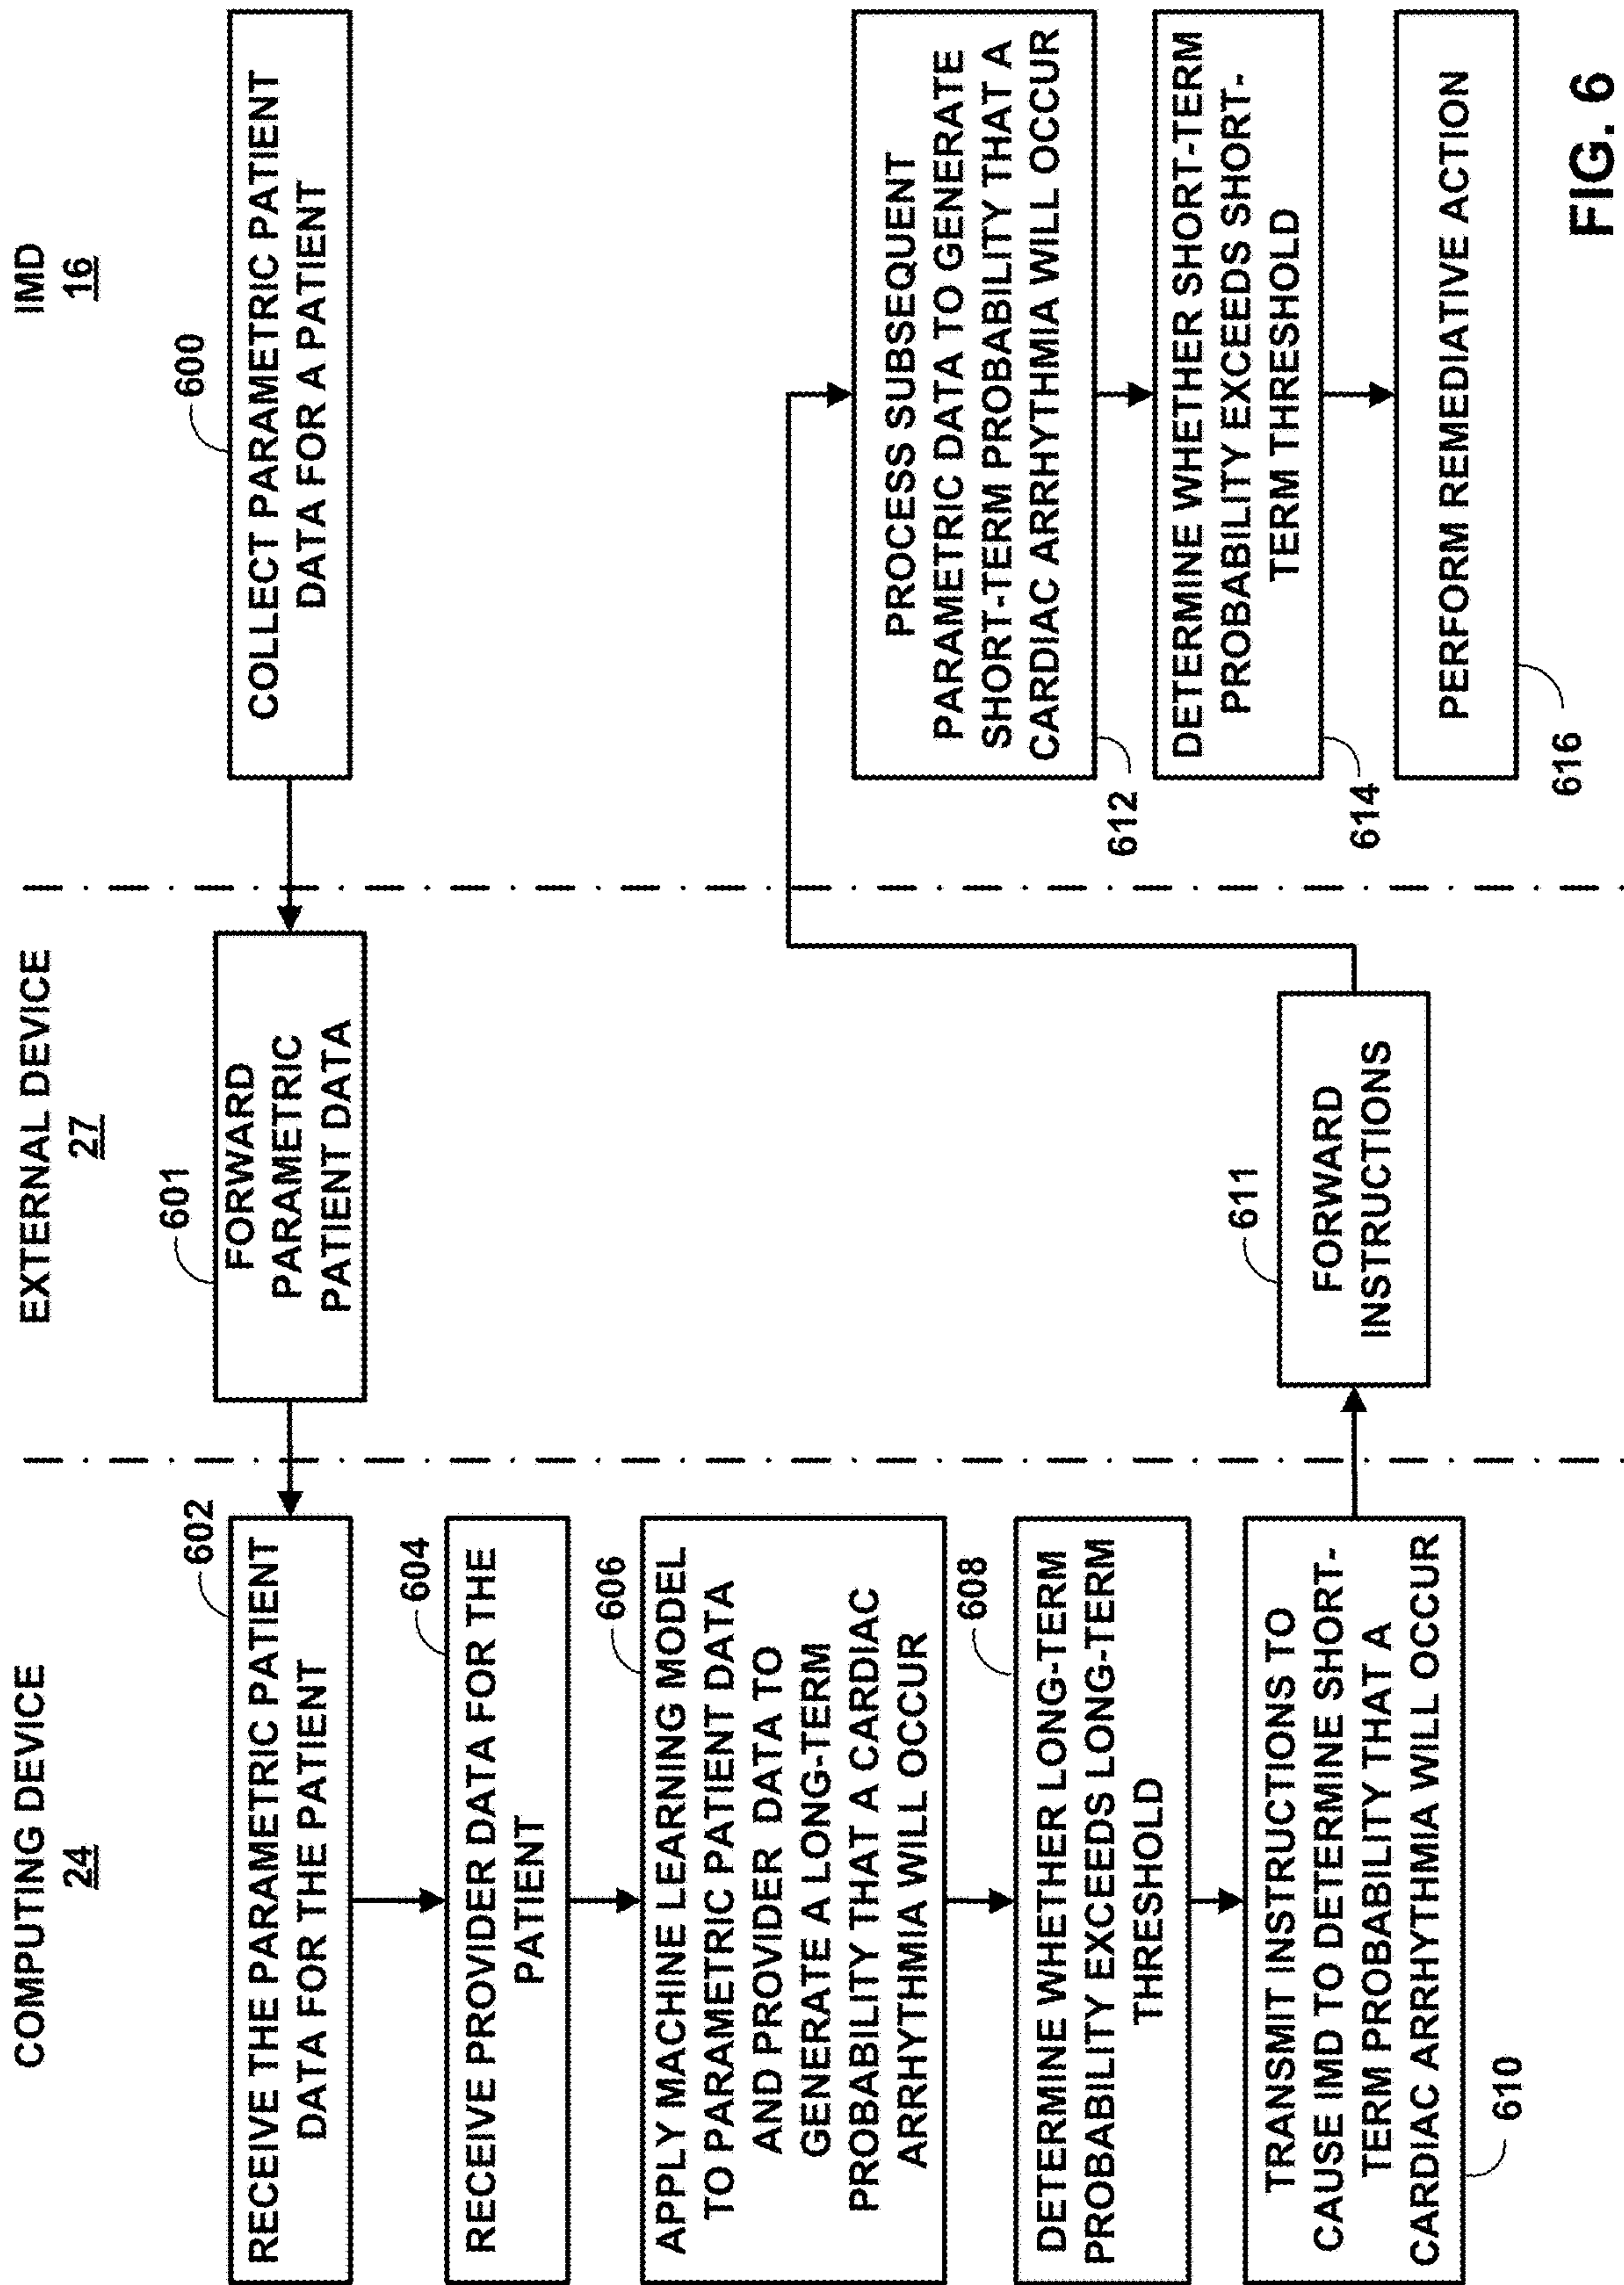 COMPUTING DEVICE
24
EXTERNAL DEVICE
27
IMD
16
600
COLLECT PARAMETRIC PATIENT
DATA FOR A PATIENT
601
FORWARD
PARAMETRIC
PATIENT DATA
602
RECEIVE THE PARAMETRIC PATIENT
DATA FOR THE PATIENT
604
RECEIVE PROVIDER DATA FOR THE
PATIENT
606
APPLY MACHINE LEARNING MODEL
TO PARAMETRIC PATIENT DATA
AND PROVIDER DATA TO
GENERATE A LONG-TERM
PROBABILITY THAT A CARDIAC
ARRHYTHMIA WILL OCCUR
608
DETERMINE WHETHER LONG-TERM
PROBABILITY EXCEEDS LONG-TERM
THRESHOLD
TRANSMIT INSTRUCTIONS TO
CAUSE IMD TO DETERMINE SHORT-
TERM PROBABILITY THAT A
CARDIAC ARRHYTHMIA WILL OCCUR
610
611
FORWARD
INSTRUCTIONS
PROCESS SUBSEQUENT
PARAMETRIC DATA TO GENERATE
SHORT-TERM PROBABILITY THAT A
CARDIAC ARRHYTHMIA WILL OCCUR
612
DETERMINE WHETHER SHORT-TERM
PROBABILITY EXCEEDS SHORT-
TERM THRESHOLD
614
PERFORM REMEDIATIVE ACTION
616
FIG. 6